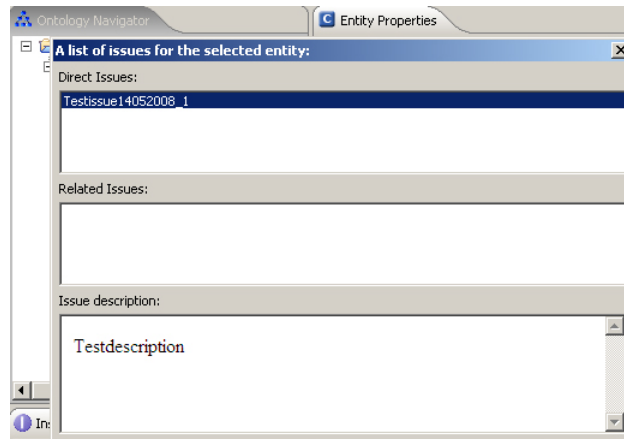 Ontology Navigator
Entity Properties
A list of issues for the selected entity:
Direct Issues:
Testissue14052008_1
Related Issues:
Issue description:
Testdescription